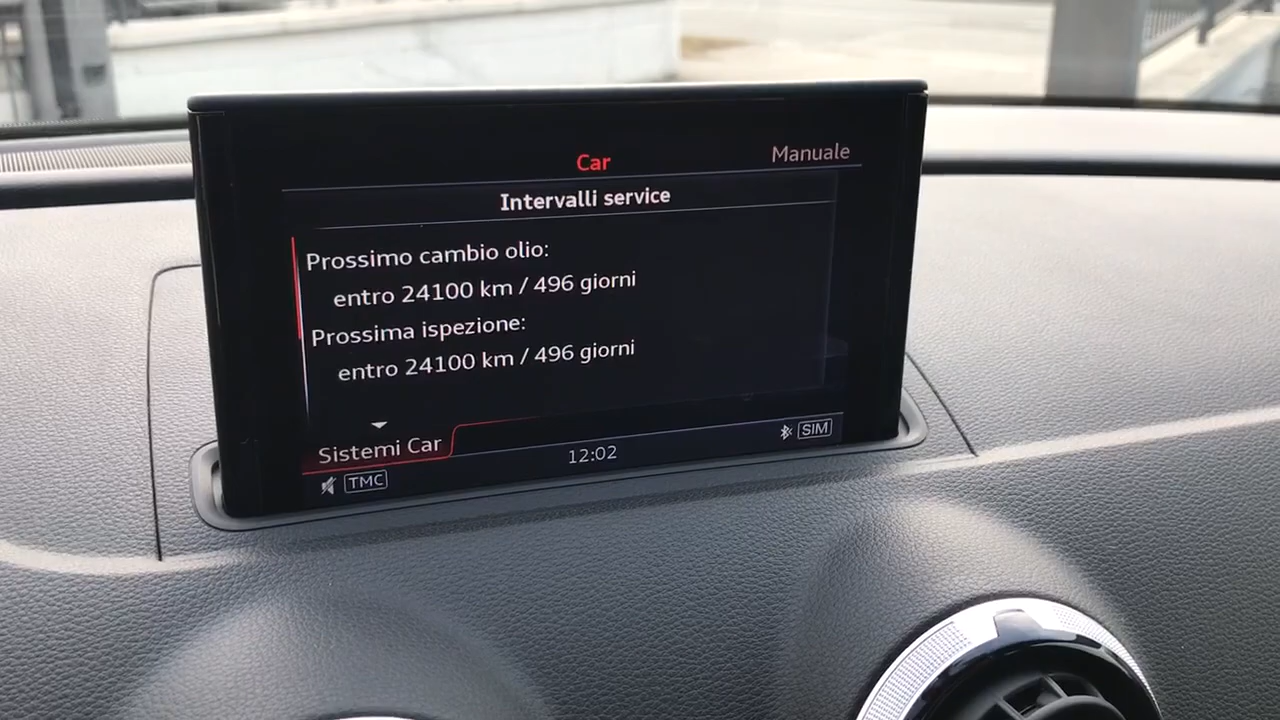 Car
Manuale
Intervalli service
Prossimo cambio olio:
entro 24100 km / 496 giorni
Prossima ispezione:
entro 24100 km / 496 giorni
Sistemi Car
TMC
12:02
SIM